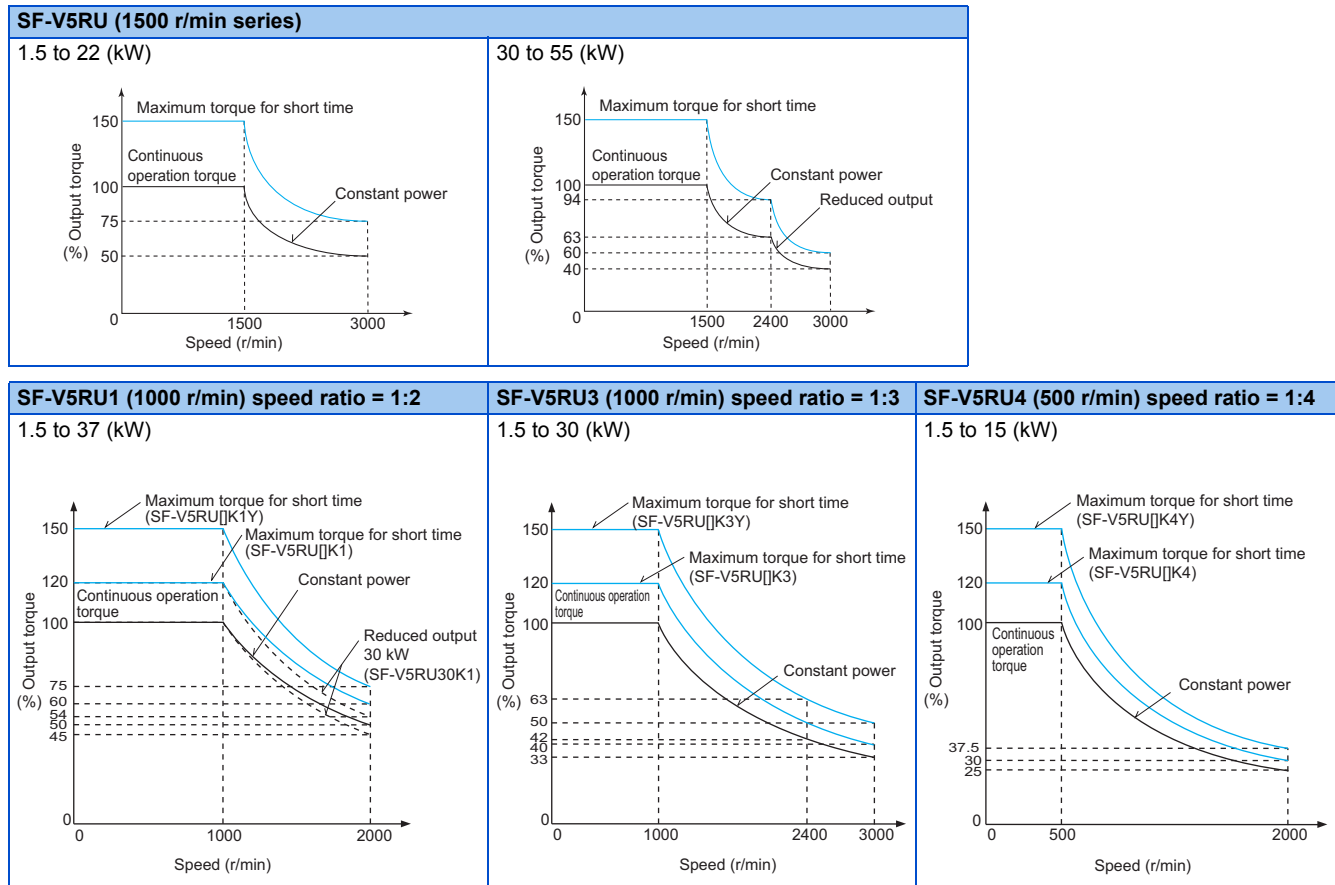 SF-V5RU (1500 r/min series)
1.5 to 22 (kW)
Maximum torque for short time
150
Continuous
operation torque
100
Constant power
75
50
Output torque
(%)
0
1500
3000
Speed (r/min)
30 to 55 (kW)
Maximum torque for short time
150
Continuous
operation torque
100
94
Constant power
Reduced output
63
60
40
Output torque
(%)
0
1500
2400
3000
Speed (r/min)
SF-V5RU1 (1000 r/min) speed ratio = 1:2
1.5 to 37 (kW)
Maximum torque for short time
(SF-V5RU[]K1Y)
150
Maximum torque for short time
(SF-V5RU[]K1)
120
Constant power
Continuous operation
torque
100
Reduced output
30 kW
(SF-V5RU30K1)
75
60
54
50
45
Output torque
(%)
0
0
1000
2000
Speed (r/min)
SF-V5RU3 (1000 r/min) speed ratio = 1:3
1.5 to 30 (kW)
Maximum torque for short time
(SF-V5RU[]K3Y)
150
Maximum torque for short time
(SF-V5RU[]K3)
120
Continuous operation
torque
100
Constant power
63
50
42
40
33
Output torque
(%)
0
0
1000
2400
3000
Speed (r/min)
SF-V5RU4 (500 r/min) speed ratio = 1:4
1.5 to 15 (kW)
Maximum torque for short time
(SF-V5RU[]K4Y)
150
Maximum torque for short time
(SF-V5RU[]K4)
120
100
Continuous
operation
torque
Constant power
37.5
30
25
Output torque
(%)
0
0
500
2000
Speed (r/min)